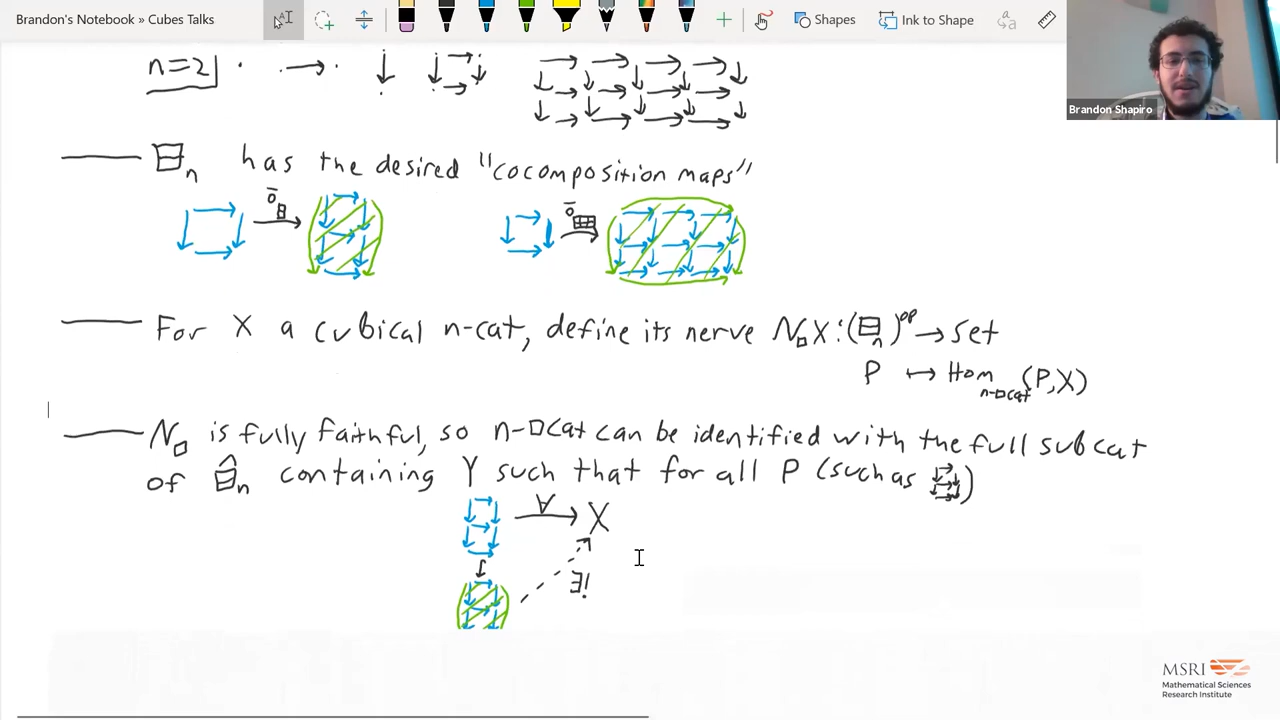 Brandon's Notebook » Cubes Talks
Shapes
Ink to Shape
Brandon Shapiro
n=2
⊟n has the desired "cocomposition maps"
For X a cubical n-cat, define its nerve N□X:(⊟n)^op → Set
P ↦ Hom n-□cat (P,X)
N□ is fully faithful, so n-□Cat can be identified with the full subcat
of ⊟̂n containing Y such that for all P (such as )
∀ X
∃!
MSRI
Mathematical Sciences
Research Institute